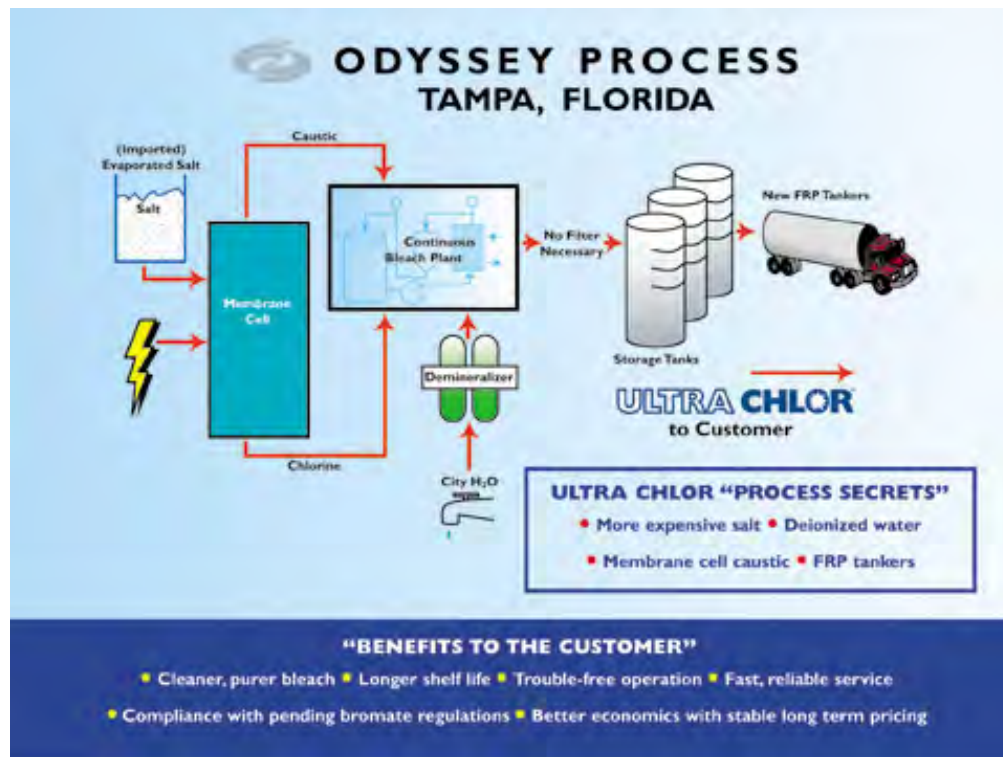 ODYSSEY PROCESS
TAMPA, FLORIDA
Caustic
(Imported)
Evaporated Salt
Salt
Membrane
Cell
Continuous
Bleach Plant
No Filter
Necessary
New FRP Tankers
Storage Tanks
Demineralizer
Chlorine
City H₂O
ULTRA CHLOR
to Customer
ULTRA CHLOR “PROCESS SECRETS”
• More expensive salt • Deionized water
• Membrane cell caustic • FRP tankers
“BENEFITS TO THE CUSTOMER”
• Cleaner, purer bleach • Longer shelf life • Trouble-free operation • Fast, reliable service
• Compliance with pending bromate regulations • Better economics with stable long term pricing